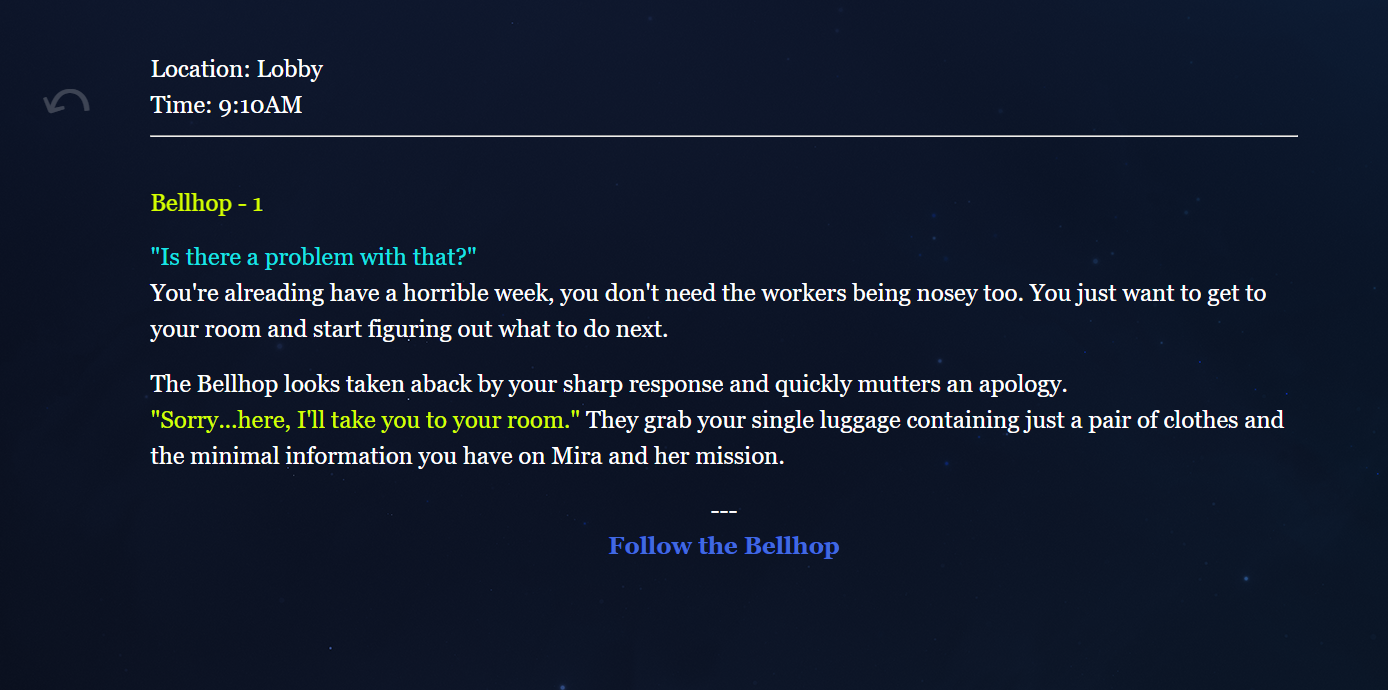 Location: Lobby
Time: 9:10AM
Bellhop - 1
"Is there a problem with that?"
You're alreading have a horrible week, you don't need the workers being nosey too. You just want to get to
your room and start figuring out what to do next.
The Bellhop looks taken aback by your sharp response and quickly mutters an apology.
"Sorry...here, I'll take you to your room." They grab your single luggage containing just a pair of clothes and
the minimal information you have on Mira and her mission.
---
Follow the Bellhop